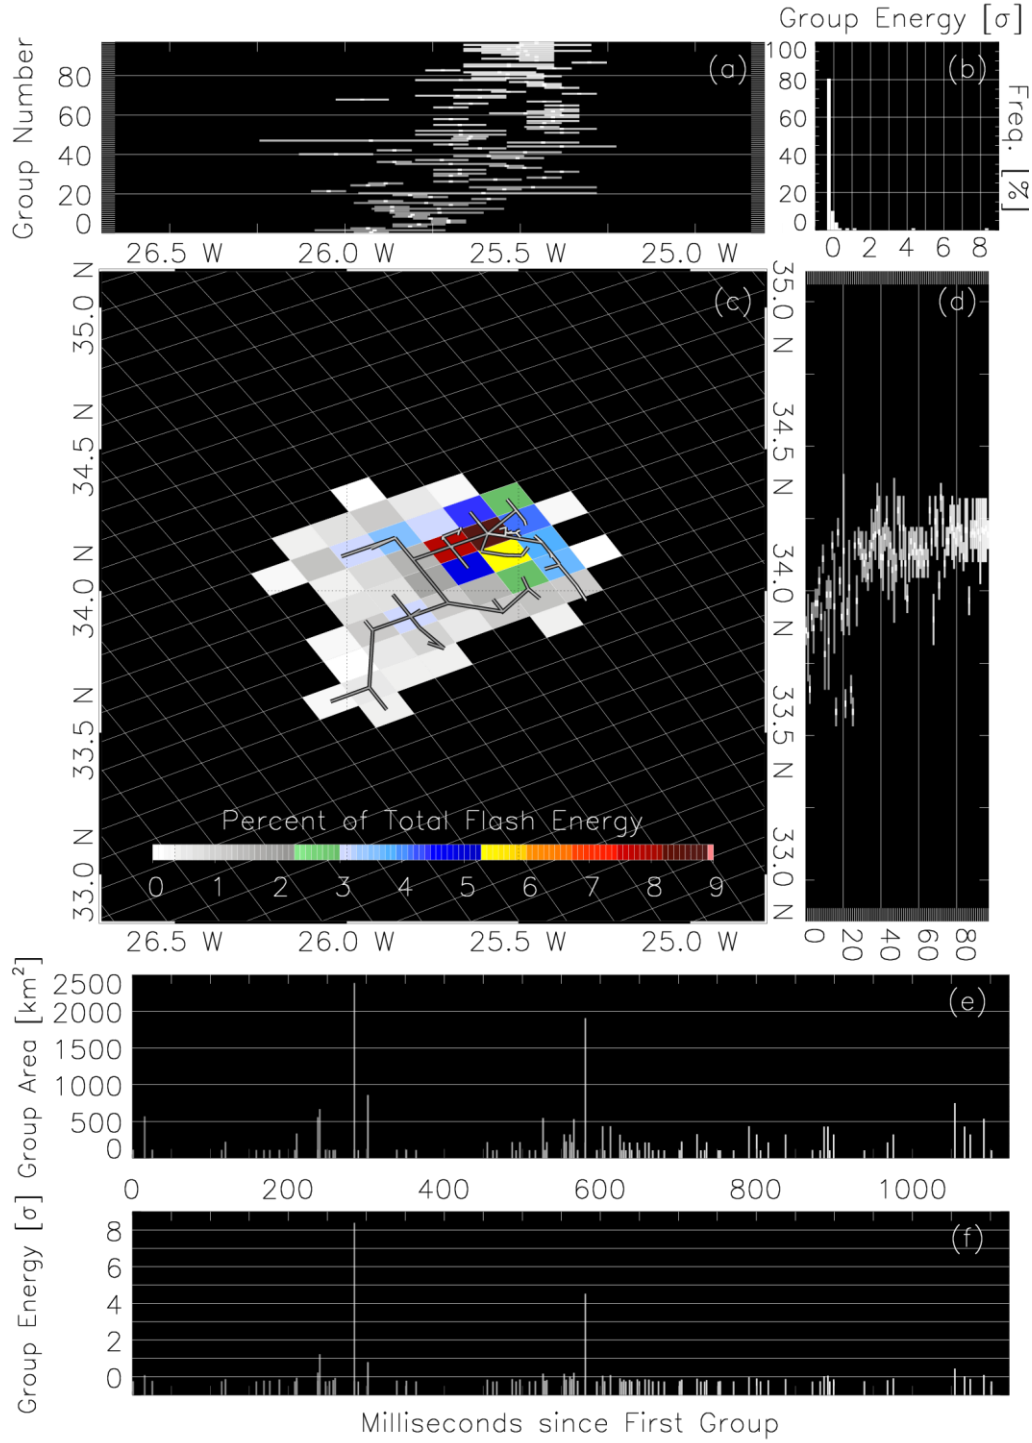 Group Energy [σ]
Group Number
80
60
40
20
0
(a)
100
80
60
40
20
0
(b)
Freq. [%]
26.5 W
26.0 W
25.5 W
25.0 W
0
2
4
6
8
35.0 N
34.5 N
34.0 N
33.5 N
33.0 N
(c)
35.0 N
34.5 N
34.0 N
33.5 N
33.0 N
(d)
Percent of Total Flash Energy
0 1 2 3 4 5 6 7 8 9
26.5 W
26.0 W
25.5 W
25.0 W
0
20
40
60
80
Group Area [km²]
2500
2000
1500
1000
500
0
(e)
0
200
400
600
800
1000
Group Energy [σ]
8
6
4
2
0
(f)
Milliseconds since First Group